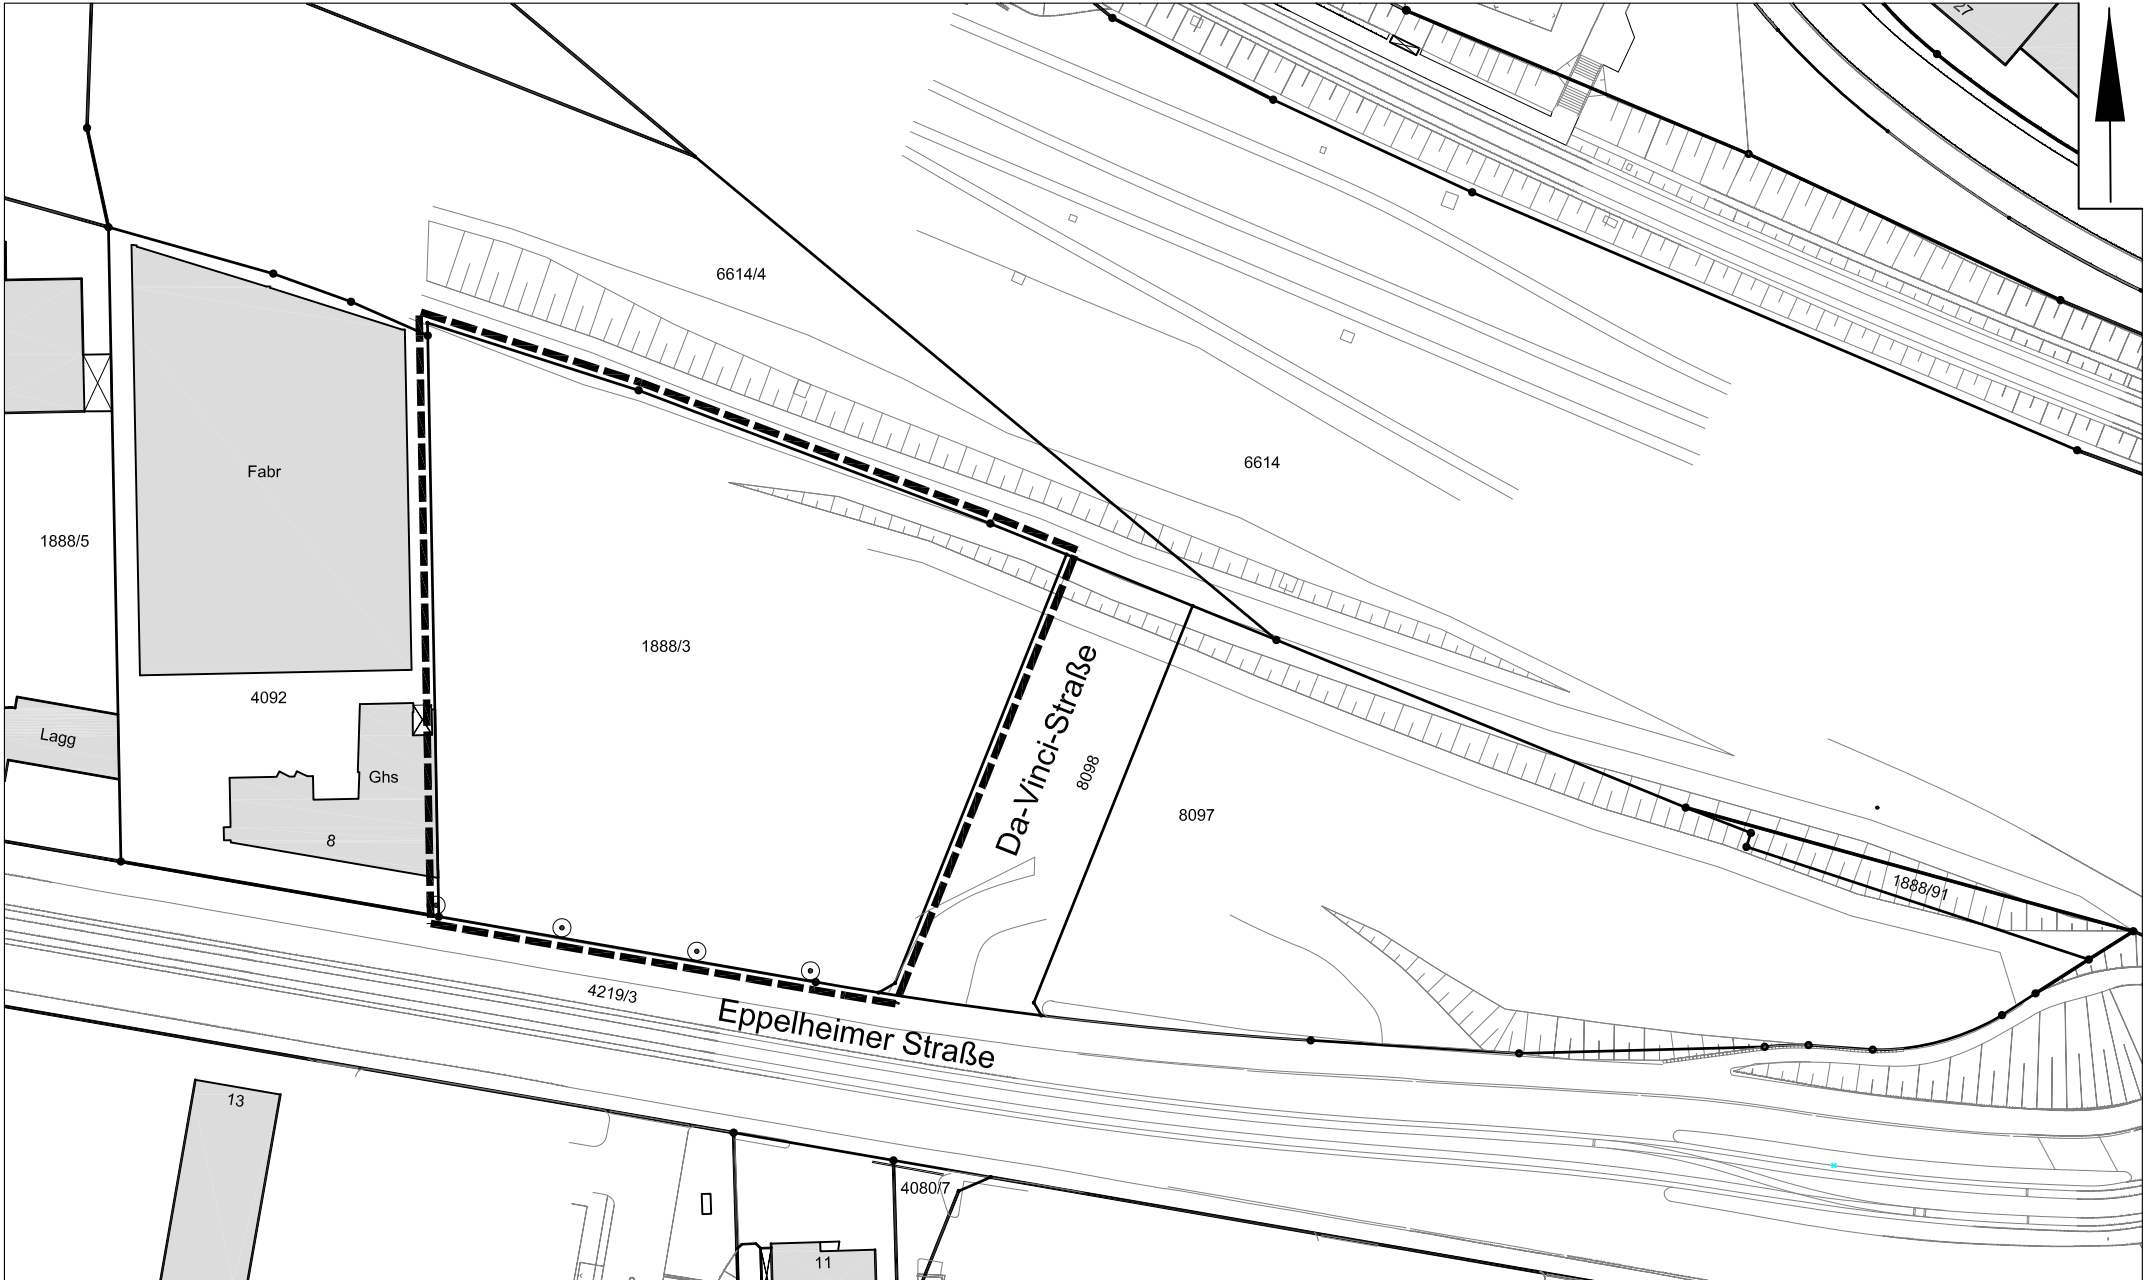 27
6614/4
6614
Fabr
1888/5
1888/3
4092
Lagg
Ghs
8
Da-Vinci-Straße
8098
8097
1888/91
4219/3
Eppelheimer Straße
13
4080/7
11